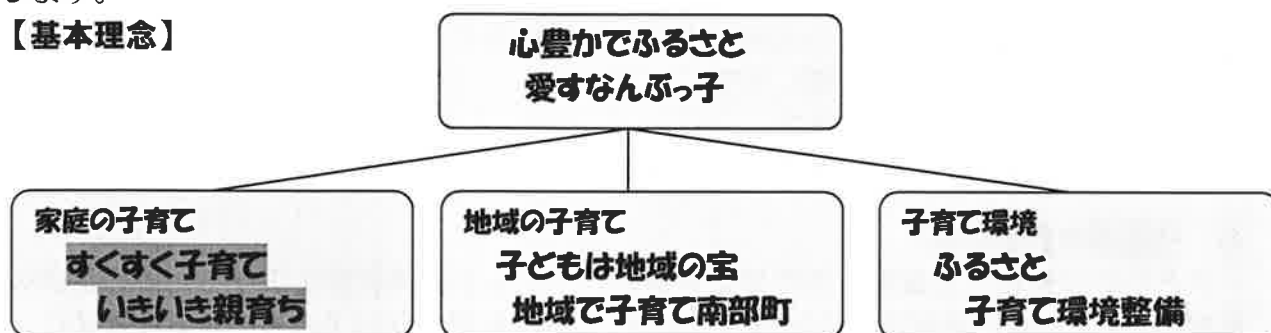 します。
【基本理念】
心豊かでふるさと
愛すなんぶっ子
家庭の子育て
すくすく子育て
いきいき親育ち
地域の子育て
子どもは地域の宝
地域で子育て南部町
子育て環境
ふるさと
子育て環境整備